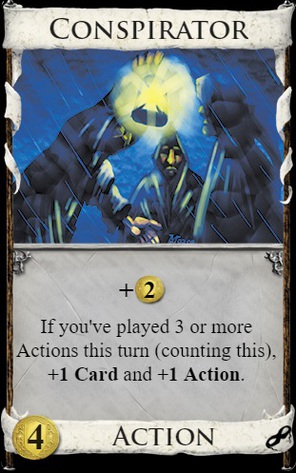 CONSPIRATOR
+2
If you've played 3 or more
Actions this turn (counting this),
+1 Card and +1 Action.
4 ACTION